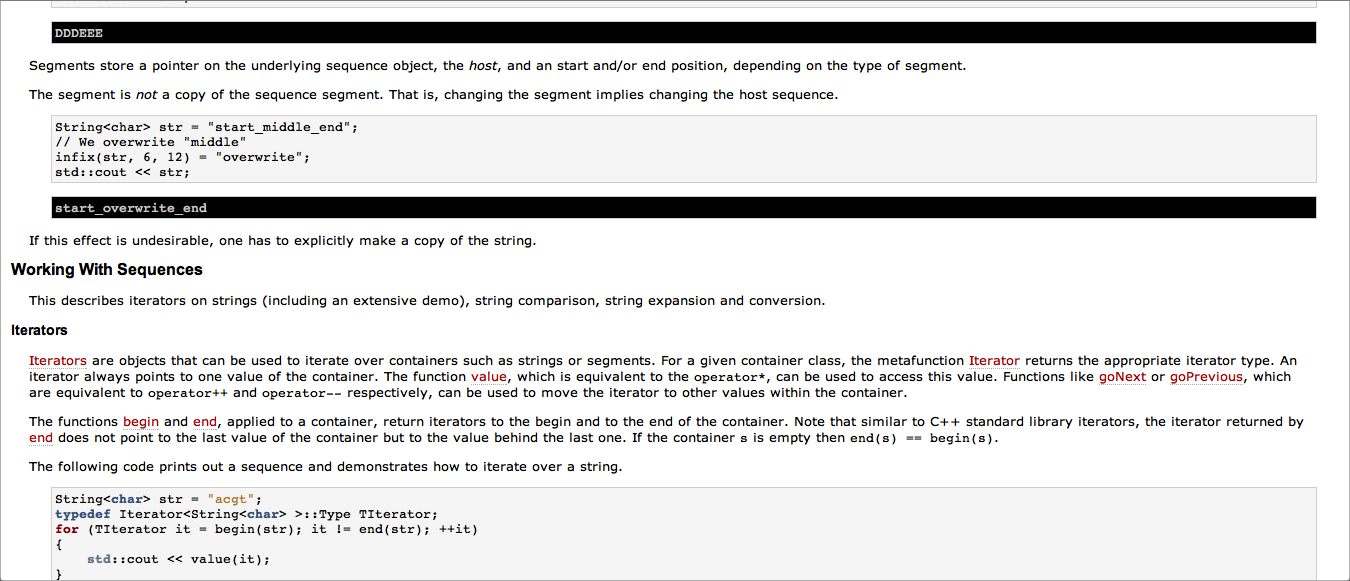 DDDEEE
Segments store a pointer on the underlying sequence object, the host, and an start and/or end position, depending on the type of segment.
The segment is not a copy of the sequence segment. That is, changing the segment implies changing the host sequence.
String<char> str = "start_middle_end";
// We overwrite "middle"
infix(str, 6, 12) = "overwrite";
std::cout << str;
start_overwrite_end
If this effect is undesirable, one has to explicitly make a copy of the string.
Working With Sequences
This describes iterators on strings (including an extensive demo), string comparison, string expansion and conversion.
Iterators
Iterators are objects that can be used to iterate over containers such as strings or segments. For a given container class, the metafunction Iterator returns the appropriate iterator type. An
iterator always points to one value of the container. The function value, which is equivalent to the operator*, can be used to access this value. Functions like goNext or goPrevious, which
are equivalent to operator++ and operator-- respectively, can be used to move the iterator to other values within the container.
The functions begin and end, applied to a container, return iterators to the begin and to the end of the container. Note that similar to C++ standard library iterators, the iterator returned by
end does not point to the last value of the container but to the value behind the last one. If the container s is empty then end(s) == begin(s).
The following code prints out a sequence and demonstrates how to iterate over a string.
String<char> str = "acgt";
typedef Iterator<String<char> >::Type TIterator;
for (TIterator it = begin(str); it != end(str); ++it)
{
    std::cout << value(it);
}